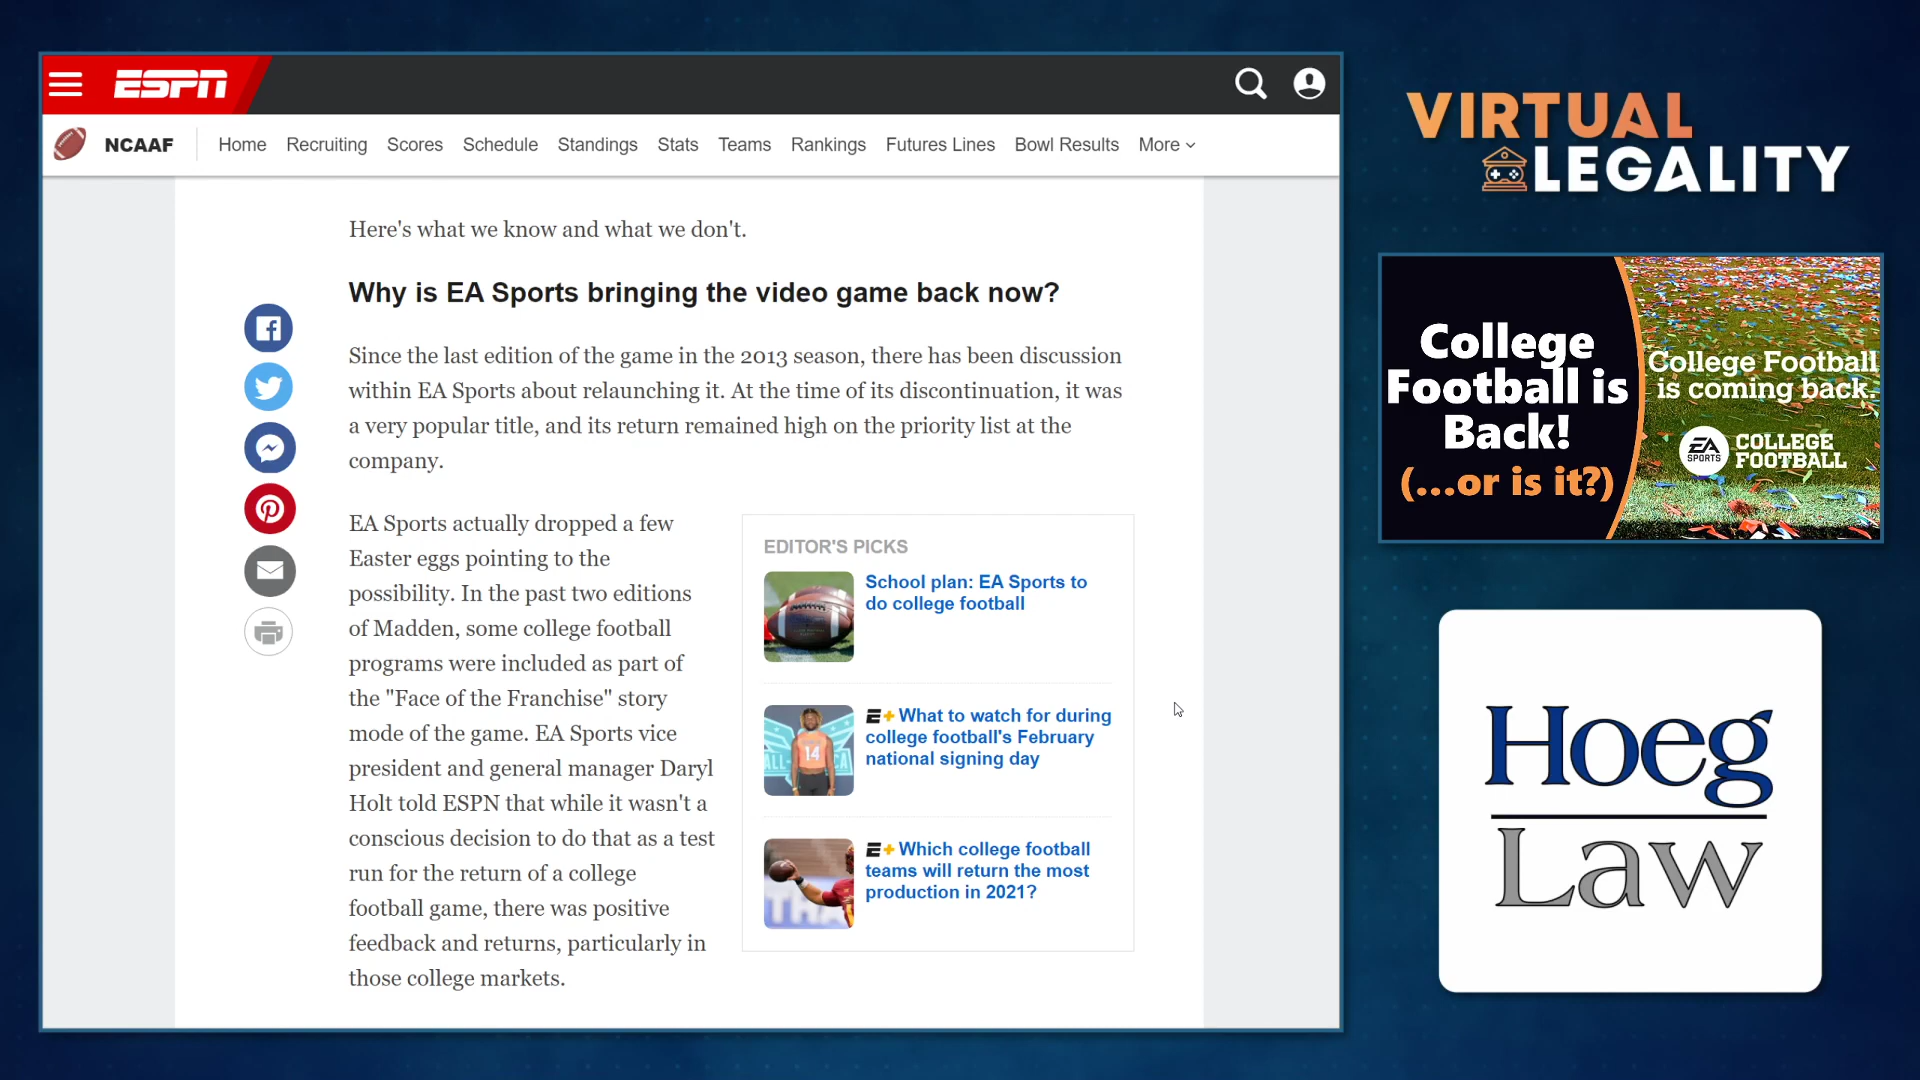 ESPN
NCAAF
Home Recruiting Scores Schedule Standings Stats Teams Rankings Futures Lines Bowl Results More
Here's what we know and what we don't.
Why is EA Sports bringing the video game back now?
Since the last edition of the game in the 2013 season, there has been discussion
within EA Sports about relaunching it. At the time of its discontinuation, it was
a very popular title, and its return remained high on the priority list at the
company.
EA Sports actually dropped a few
Easter eggs pointing to the
possibility. In the past two editions
of Madden, some college football
programs were included as part of
the "Face of the Franchise" story
mode of the game. EA Sports vice
president and general manager Daryl
Holt told ESPN that while it wasn't a
conscious decision to do that as a test
run for the return of a college
football game, there was positive
feedback and returns, particularly in
those college markets.
EDITOR'S PICKS
School plan: EA Sports to
do college football
E+ What to watch for during
college football's February
national signing day
14
E+ Which college football
teams will return the most
production in 2021?
VIRTUAL
LEGALITY
College
Football is
Back!
(...or is it?)
College Football
is coming back.
EA
SPORTS
COLLEGE
FOOTBALL
Hoeg
Law